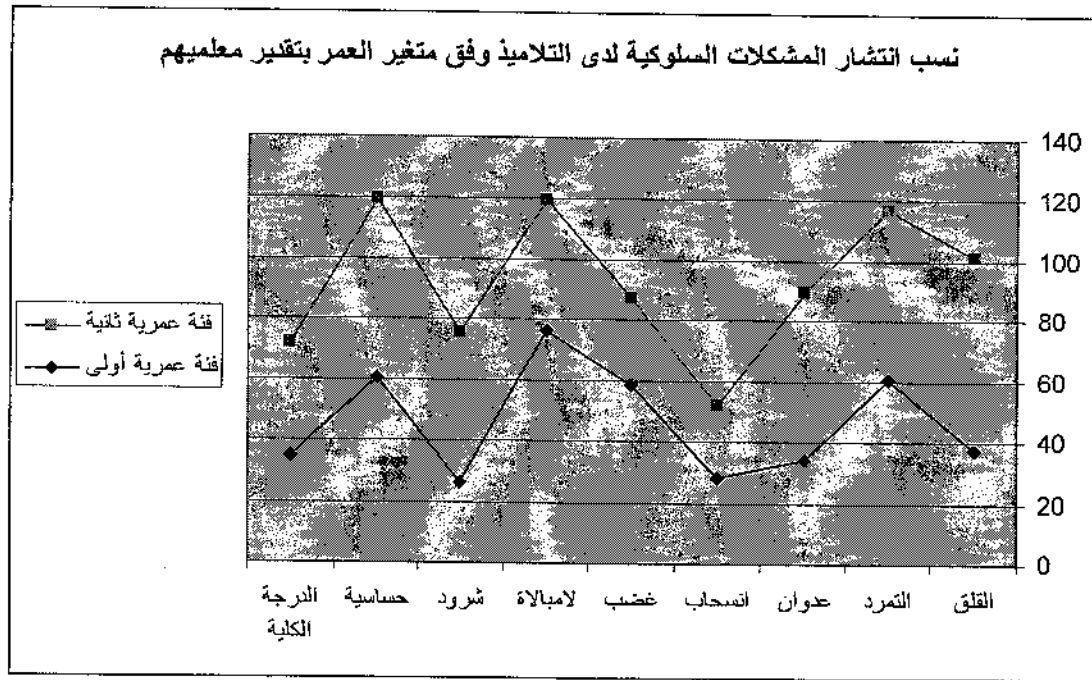 نسب انتشار المشكلات السلوكية لدى التلاميذ وفق متغير العمر بتقدير معلميهم
140
120
100
80
60
40
20
0
القلق
التمرد
عدوان
انسحاب
غضب
لامبالاة
شرود
حساسية
الدرجة
الكلية
فئة عمرية ثانية
فئة عمرية أولى